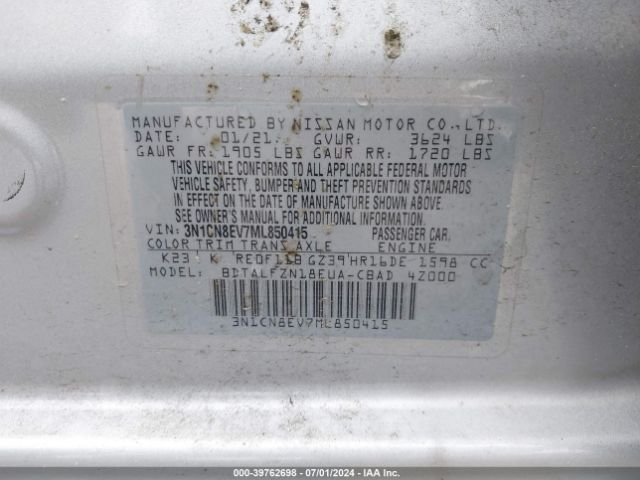 MANUFACTURED BY NISSAN MOTOR CO.,LTD.
DATE: 01/21 GVWR: 3624 LBS
GAWR FR: 1905 LBS GAWR RR: 1720 LBS
THIS VEHICLE CONFORMS TO ALL APPLICABLE FEDERAL MOTOR
VEHICLE SAFETY, BUMPER AND THEFT PREVENTION STANDARDS
IN EFFECT ON THE DATE OF MANUFACTURE SHOWN ABOVE.
SEE OWNER'S MANUAL FOR ADDITIONAL INFORMATION.
VIN: 3N1CN8EV7ML850415 PASSENGER CAR.
COLOR TRIM TRANS AXLE ENGINE
K23 K RE0F11B GZ39 HR16DE 1598 CC
MODEL: BDTALFZN18EUA-CBAD 4Z000
3N1CN8EV7ML850415
000-39762698 - 07/01/2024 - IAA Inc.